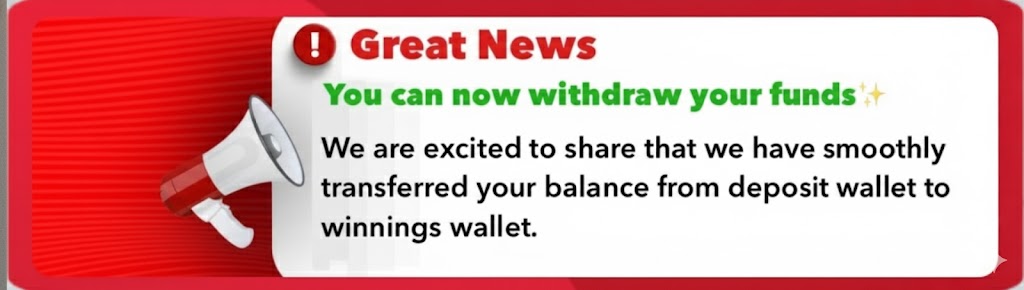 ! Great News
You can now withdraw your funds✨
We are excited to share that we have smoothly
transferred your balance from deposit wallet to
winnings wallet.